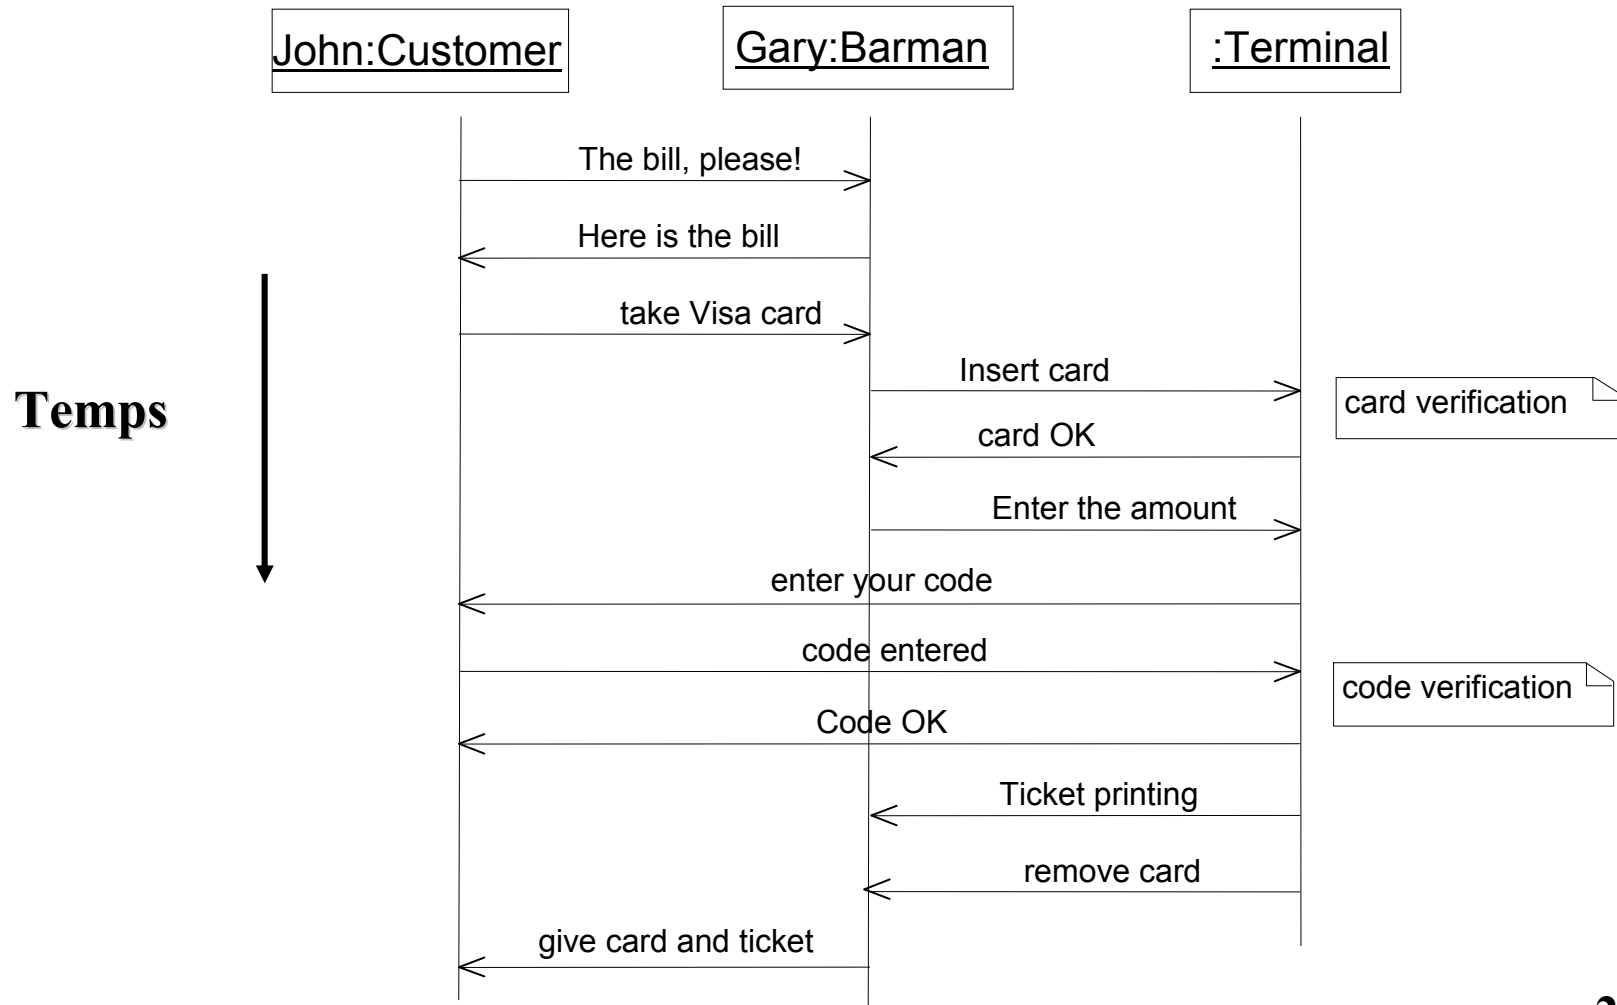 John:Customer
Gary:Barman
:Terminal
The bill, please!
Here is the bill
take Visa card
Insert card
card verification
Temps
card OK
Enter the amount
enter your code
code entered
code verification
Code OK
Ticket printing
remove card
give card and ticket